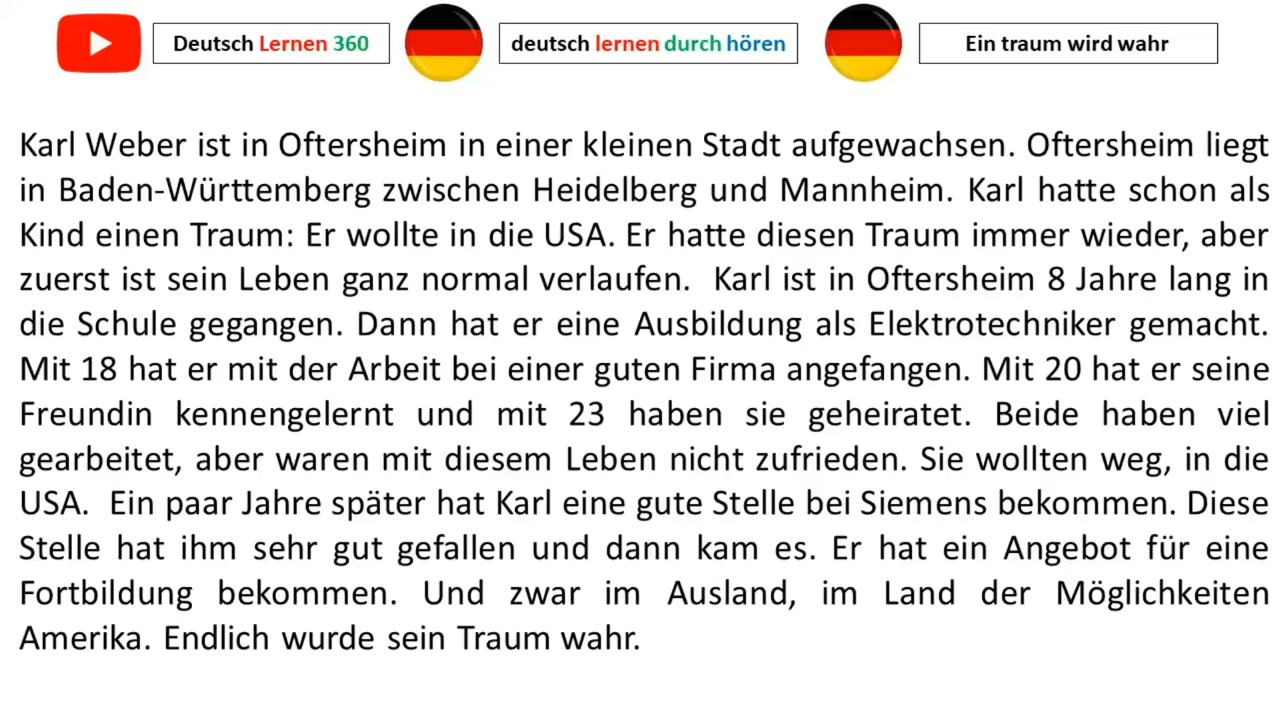 Deutsch Lernen 360
deutsch lernen durch hören
Ein traum wird wahr
Karl Weber ist in Oftersheim in einer kleinen Stadt aufgewachsen. Oftersheim liegt
in Baden-Württemberg zwischen Heidelberg und Mannheim. Karl hatte schon als
Kind einen Traum: Er wollte in die USA. Er hatte diesen Traum immer wieder, aber
zuerst ist sein Leben ganz normal verlaufen. Karl ist in Oftersheim 8 Jahre lang in
die Schule gegangen. Dann hat er eine Ausbildung als Elektrotechniker gemacht.
Mit 18 hat er mit der Arbeit bei einer guten Firma angefangen. Mit 20 hat er seine
Freundin kennengelernt und mit 23 haben sie geheiratet. Beide haben viel
gearbeitet, aber waren mit diesem Leben nicht zufrieden. Sie wollten weg, in die
USA. Ein paar Jahre später hat Karl eine gute Stelle bei Siemens bekommen. Diese
Stelle hat ihm sehr gut gefallen und dann kam es. Er hat ein Angebot für eine
Fortbildung bekommen. Und zwar im Ausland, im Land der Möglichkeiten
Amerika. Endlich wurde sein Traum wahr.